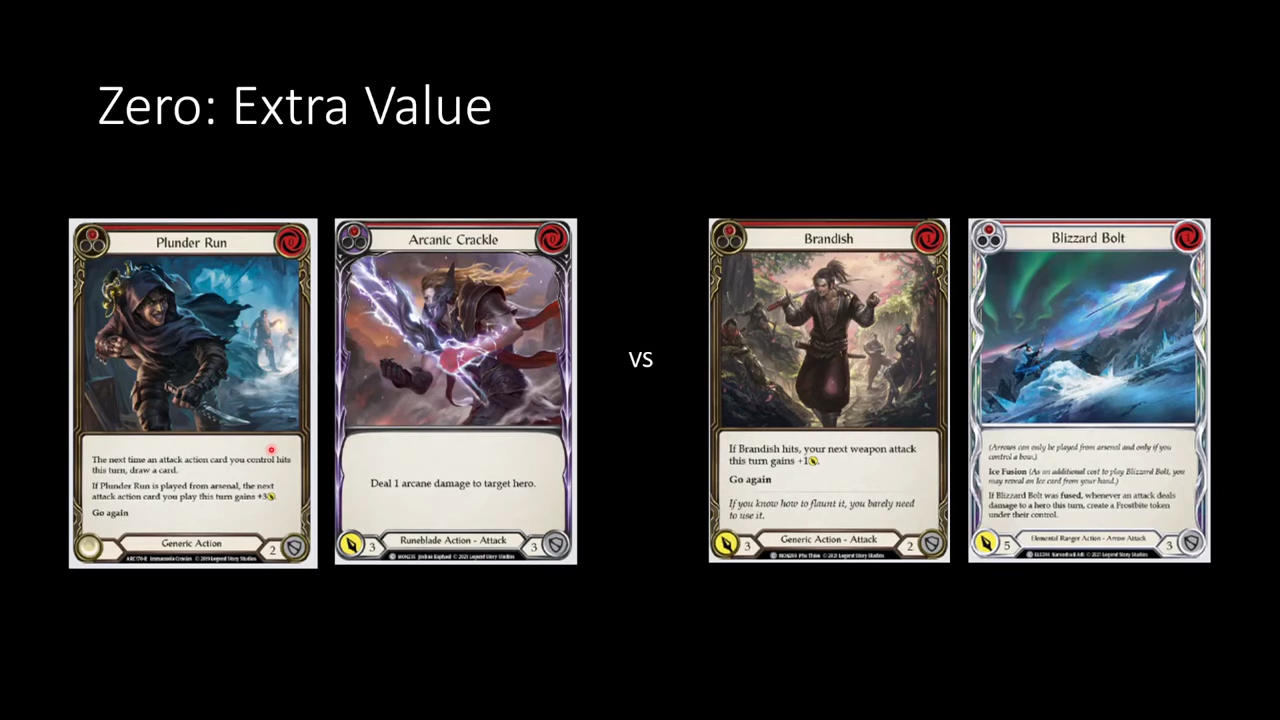 Zero: Extra Value
Plunder Run
0
The next time an attack action card you control hits
this turn, draw a card.
If Plunder Run is played from arsenal, the next
attack action card you play this turn gains +3
Go again
Generic Action
2
Arcanic Crackle
0
Deal 1 arcane damage to target hero.
3
Runeblade Action - Attack
3
vs
Brandish
1
If Brandish hits, your next weapon attack
this turn gains +1.
Go again
If you know how to flaunt it, you barely need
to use it.
3
Generic Action - Attack
2
Blizzard Bolt
1
(Arrows can only be played from arsenal and only if you
control a bow.)
Ice Fusion (As an additional cost to play Blizzard Bolt, you
may reveal an Ice card from your hand.)
If Blizzard Bolt was fused, whenever an attack deals
damage to a hero this turn, create a Frostbite token
under their control.
5
Elemental Ranger Action - Arrow Attack
3